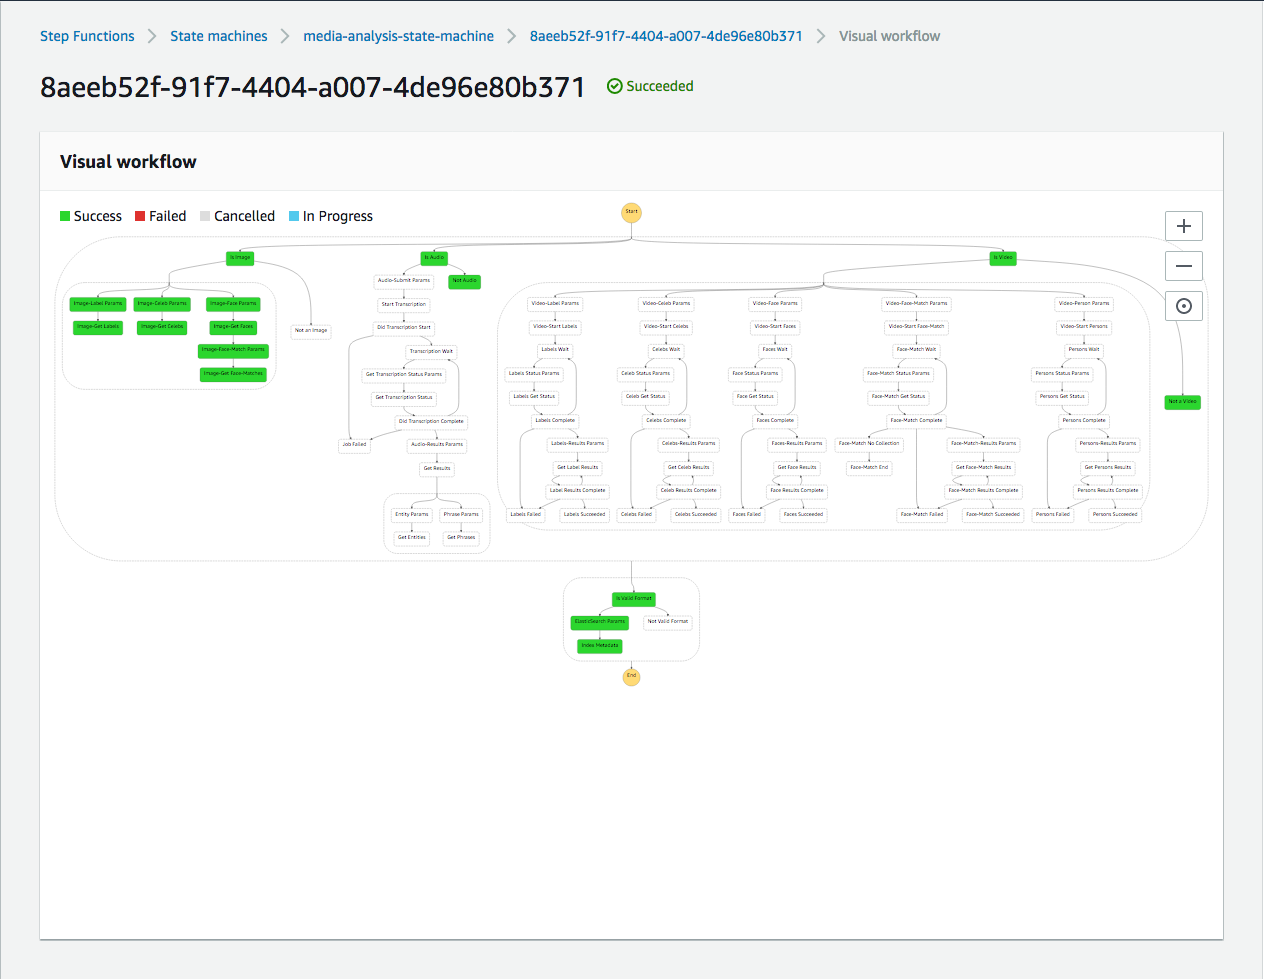 Step Functions > State machines > media-analysis-state-machine > 8aeeb52f-91f7-4404-a007-4de96e80b371 > Visual workflow
8aeeb52f-91f7-4404-a007-4de96e80b371 Succeeded
Visual workflow
Success Failed Cancelled In Progress
Start
Is Image Is Audio Is Video
Audio-Submit Params Not Audio
Image-Label Params Image-Celeb Params Image-Face Params Start Transcription Video-Label Params Video-Celeb Params Video-Face Params Video-Face-Match Params Video-Person Params
Image-Get Labels Image-Get Celebs Image-Get Faces Not an Image Did Transcription Start Video-Start Labels Video-Start Celebs Video-Start Faces Video-Start Face-Match Video-Start Persons
Image-Face-Match Params Transcription Wait Labels Wait Celebs Wait Faces Wait Face-Match Wait Persons Wait
Image-Get Face-Matches Get Transcription Status Params Labels Status Params Celeb Status Params Face Status Params Face-Match Status Params Persons Status Params
Get Transcription Status Labels Get Status Celeb Get Status Face Get Status Face-Match Get Status Persons Get Status Not a Video
Did Transcription Complete Labels Complete Celebs Complete Faces Complete Face-Match Complete Persons Complete
Job Failed Audio-Results Params Labels-Results Params Celebs-Results Params Faces-Results Params Face-Match No Collection Face-Match-Results Params Persons-Results Params
Get Results Get Label Results Get Celeb Results Get Face Results Face-Match End Get Face-Match Results Get Persons Results
Label Results Complete Celeb Results Complete Face Results Complete Face-Match Results Complete Persons Results Complete
Entity Params Phrase Params Labels Failed Labels Succeeded Celebs Failed Celebs Succeeded Faces Failed Faces Succeeded Face-Match Failed Face-Match Succeeded Persons Failed Persons Succeeded
Get Entities Get Phrases
Is Valid Format
ElasticSearch Params Not Valid Format
Index Metadata
End